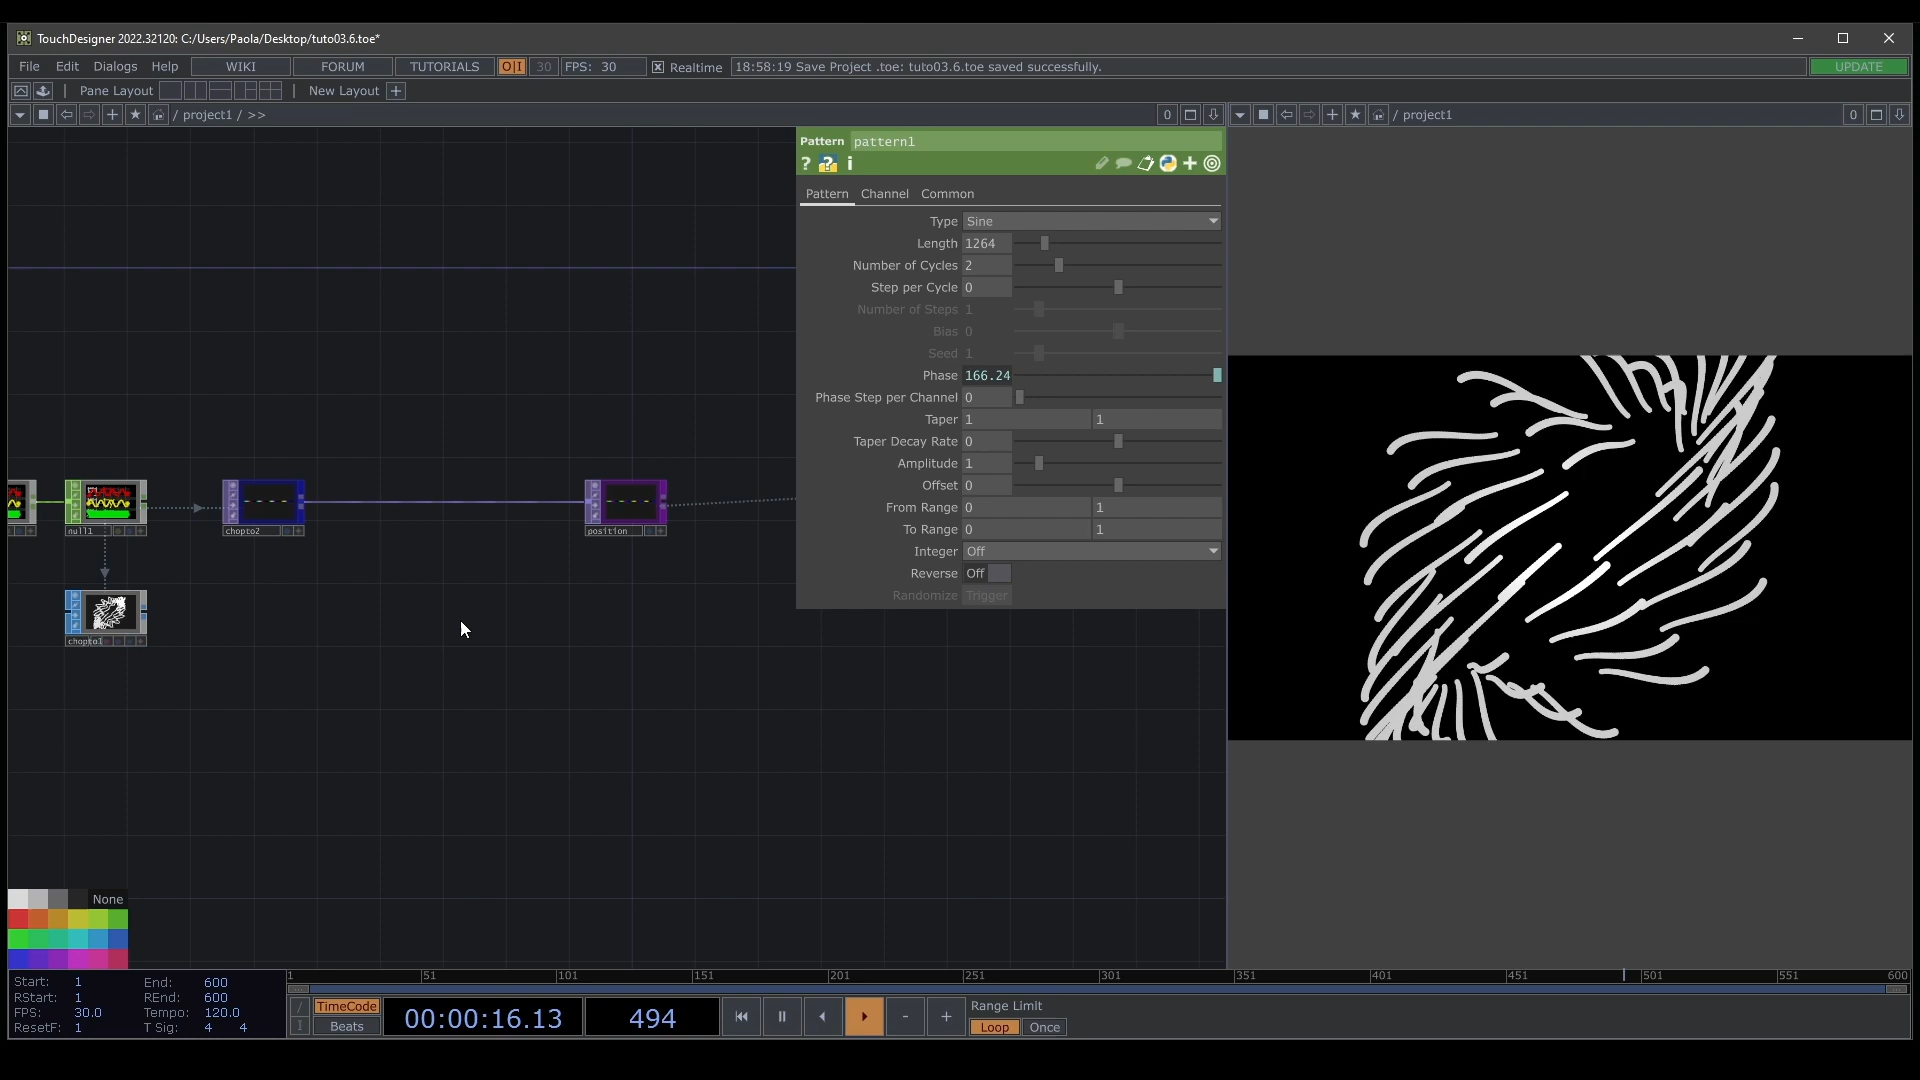 TouchDesigner 2022.32120: C:/Users/Paola/Desktop/tuto03.6.toe*
File Edit Dialogs Help WIKI FORUM TUTORIALS O|I 30 FPS: 30 Realtime 18:58:19 Save Project .toe: tuto03.6.toe saved successfully. UPDATE
Pane Layout New Layout +
/ project1 / >> 0 / project1 0
Pattern pattern1
? ? i
Pattern Channel Common
Type Sine
Length 1264
Number of Cycles 2
Step per Cycle 0
Number of Steps 1
Bias 0
Seed 1
Phase 166.24
Phase Step per Channel 0
Taper 1 1
Taper Decay Rate 0
Amplitude 1
Offset 0
From Range 0 1
To Range 0 1
Integer Off
Reverse Off
Randomize Trigger
null1 chopto2 position
chopto1
None
1 51 101 151 201 251 301 351 401 451 501 551 600
Start: 1 End: 600
RStart: 1 REnd: 600
FPS: 30.0 Tempo: 120.0
ResetF: 1 T Sig: 4 4
TimeCode
Beats
00:00:16.13 494
- +
Range Limit
Loop Once